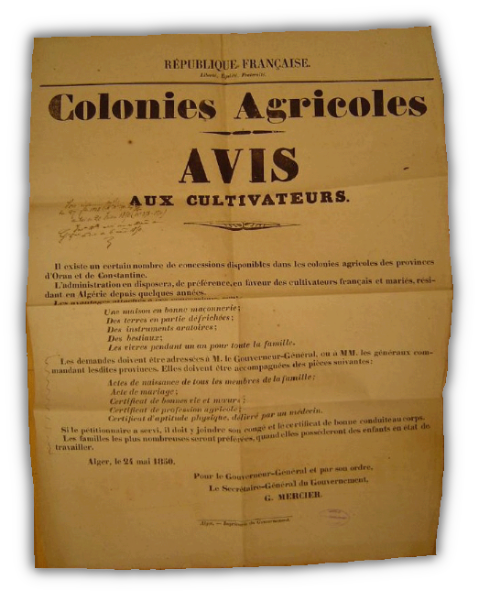 RÉPUBLIQUE FRANÇAISE.
Liberté, Égalité, Fraternité.
Colonies Agricoles
AVIS
AUX CULTIVATEURS.
Il existe un certain nombre de concessions disponibles dans les colonies agricoles des provinces
d'Oran et de Constantine.
L'administration en disposera, de préférence, en faveur des cultivateurs français et mariés, rési-
dant en Algérie depuis quelques années.
Les avantages
Une maison en bonne maçonnerie;
Des terres en partie défrichées;
Des instruments aratoires;
Des bestiaux;
Les vivres pendant un an pour toute la famille.
Les demandes doivent être adressées à M. le Gouverneur-Général, ou à MM. les généraux com-
mandant lesdites provinces. Elles doivent être accompagnées des pièces suivantes:
Actes de naissance de tous les membres de la famille;
Acte de mariage;
Certificat de bonnes vie et mœurs;
Certificat de profession agricole;
Certificat d'aptitude physique, délivré par un médecin.
Si le pétitionnaire a servi, il doit y joindre son congé et le certificat de bonne conduite au corps.
Les familles les plus nombreuses seront préférées, quand elles posséderont des enfants en état de
travailler.
Alger, le 24 mai 1850.
Pour le Gouverneur-Général et par son ordre,
Le Secrétaire-Général du Gouvernement,
G. MERCIER.
Alger. — Imprimerie du Gouvernement.